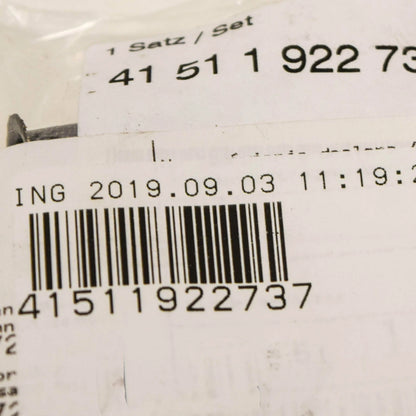 1 Satz / Set
41 51 1 922 73
ING 2019.09.03 11:19:2
41511922737